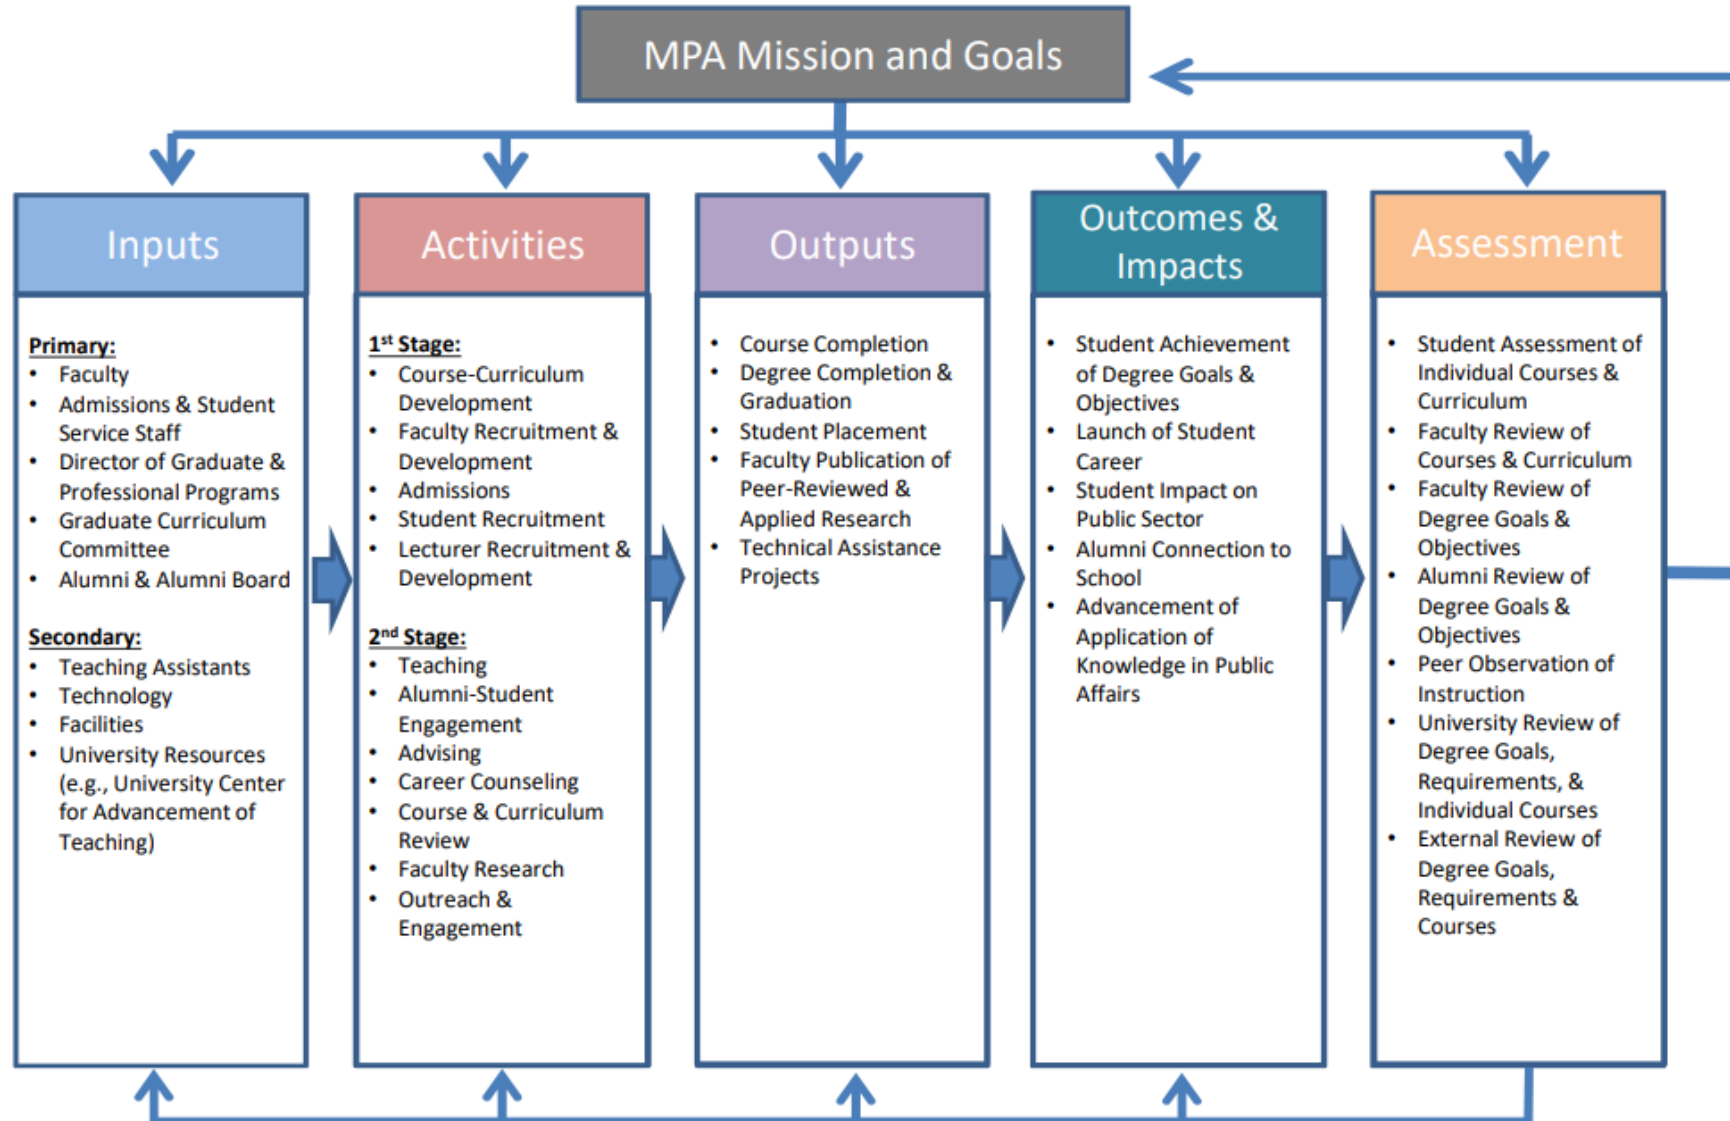 MPA Mission and Goals
Inputs
Primary:
• Faculty
• Admissions & Student
Service Staff
• Director of Graduate &
Professional Programs
• Graduate Curriculum
Committee
• Alumni & Alumni Board
Secondary:
• Teaching Assistants
• Technology
• Facilities
• University Resources
(e.g., University Center
for Advancement of
Teaching)
Activities
1st Stage:
• Course-Curriculum
Development
• Faculty Recruitment &
Development
• Admissions
• Student Recruitment
• Lecturer Recruitment &
Development
2nd Stage:
• Teaching
• Alumni-Student
Engagement
• Advising
• Career Counseling
• Course & Curriculum
Review
• Faculty Research
• Outreach &
Engagement
Outputs
• Course Completion
• Degree Completion &
Graduation
• Student Placement
• Faculty Publication of
Peer-Reviewed &
Applied Research
• Technical Assistance
Projects
Outcomes &
Impacts
• Student Achievement
of Degree Goals &
Objectives
• Launch of Student
Career
• Student Impact on
Public Sector
• Alumni Connection to
School
• Advancement of
Application of
Knowledge in Public
Affairs
Assessment
• Student Assessment of
Individual Courses &
Curriculum
• Faculty Review of
Courses & Curriculum
• Faculty Review of
Degree Goals &
Objectives
• Alumni Review of
Degree Goals &
Objectives
• Peer Observation of
Instruction
• University Review of
Degree Goals,
Requirements, &
Individual Courses
• External Review of
Degree Goals,
Requirements &
Courses